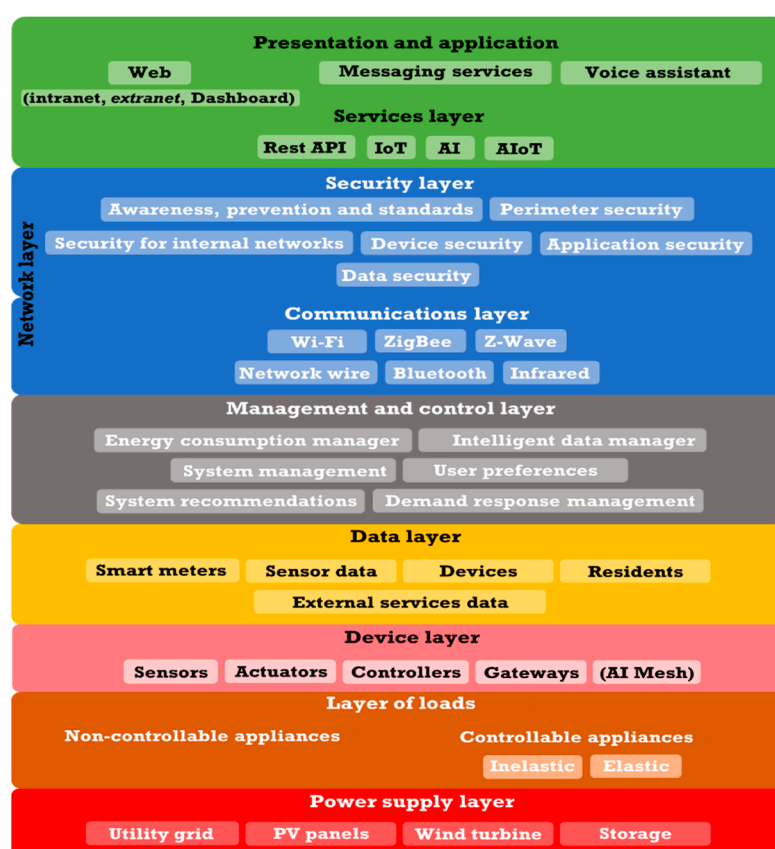 Presentation and application
Web Messaging services Voice assistant
(intranet, extranet, Dashboard)
Services layer
Rest API IoT AI AIoT
Network layer
Security layer
Awareness, prevention and standards Perimeter security
Security for internal networks Device security Application security
Data security
Communications layer
Wi-Fi ZigBee Z-Wave
Network wire Bluetooth Infrared
Management and control layer
Energy consumption manager Intelligent data manager
System management User preferences
System recommendations Demand response management
Data layer
Smart meters Sensor data Devices Residents
External services data
Device layer
Sensors Actuators Controllers Gateways (AI Mesh)
Layer of loads
Non-controllable appliances Controllable appliances
Inelastic Elastic
Power supply layer
Utility grid PV panels Wind turbine Storage